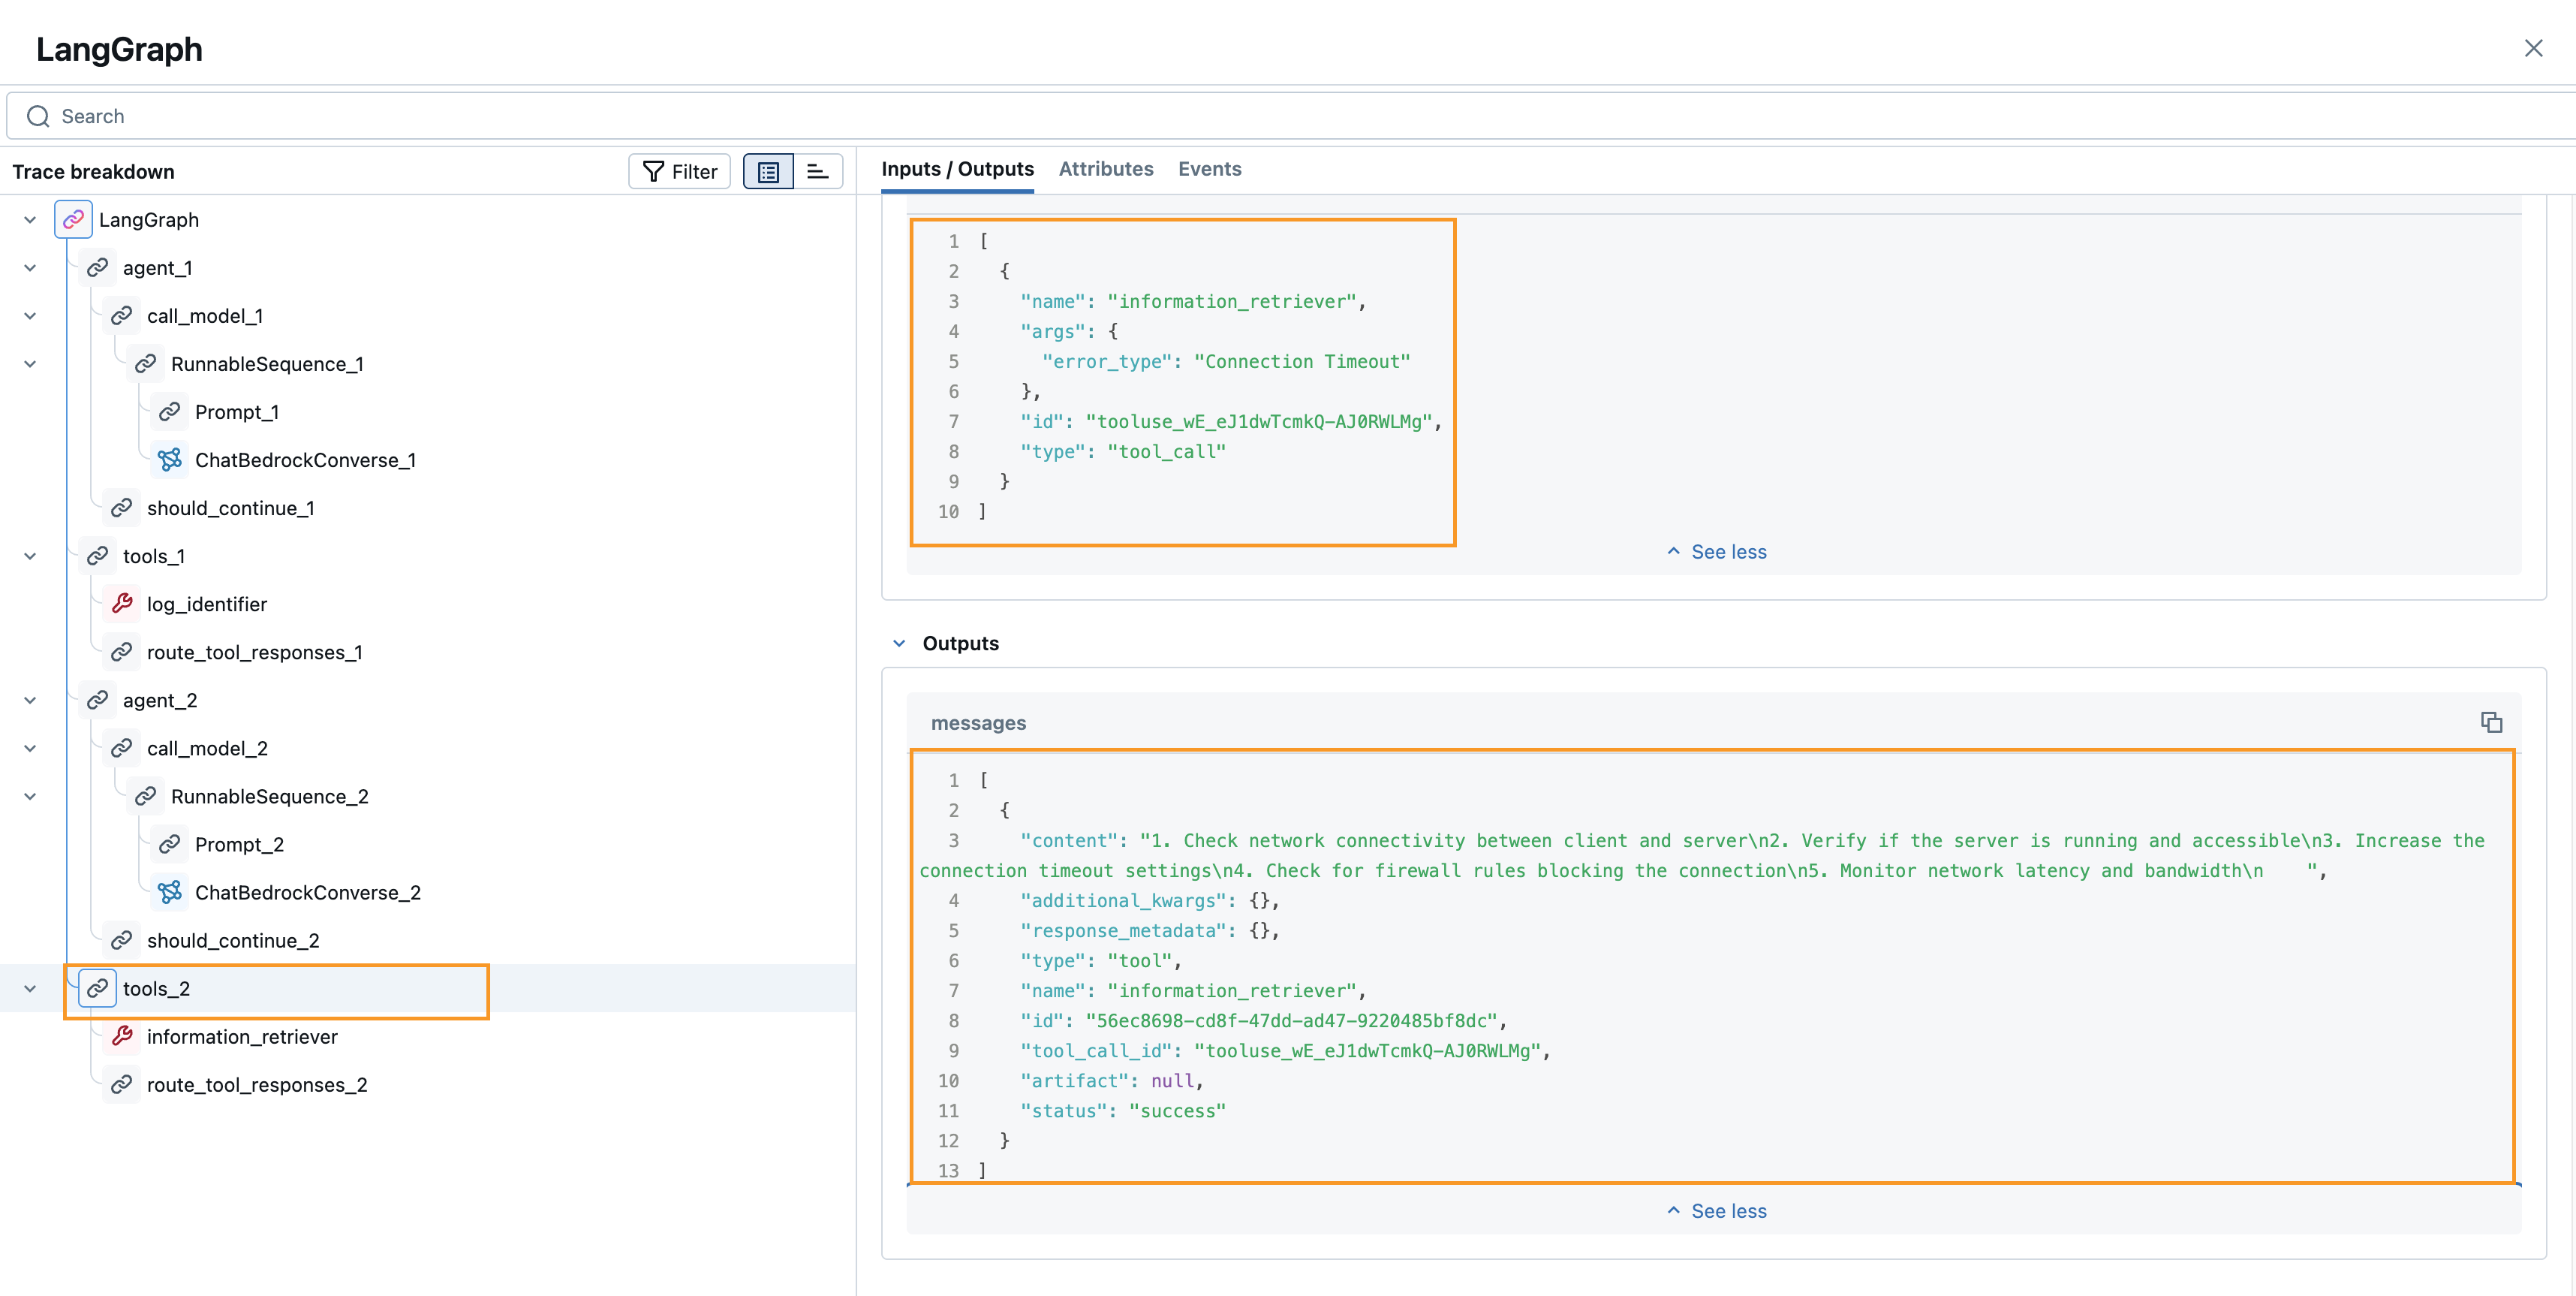 LangGraph
Search
Trace breakdown
Filter
LangGraph
agent_1
call_model_1
RunnableSequence_1
Prompt_1
ChatBedrockConverse_1
should_continue_1
tools_1
log_identifier
route_tool_responses_1
agent_2
call_model_2
RunnableSequence_2
Prompt_2
ChatBedrockConverse_2
should_continue_2
tools_2
information_retriever
route_tool_responses_2
Inputs / Outputs Attributes Events
1 [
2 {
3 "name": "information_retriever",
4 "args": {
5 "error_type": "Connection Timeout"
6 },
7 "id": "tooluse_wE_eJ1dwTcmkQ-AJ0RWLMg",
8 "type": "tool_call"
9 }
10 ]
See less
Outputs
messages
1 [
2 {
3 "content": "1. Check network connectivity between client and server\n2. Verify if the server is running and accessible\n3. Increase the
connection timeout settings\n4. Check for firewall rules blocking the connection\n5. Monitor network latency and bandwidth\n    ",
4 "additional_kwargs": {},
5 "response_metadata": {},
6 "type": "tool",
7 "name": "information_retriever",
8 "id": "56ec8698-cd8f-47dd-ad47-9220485bf8dc",
9 "tool_call_id": "tooluse_wE_eJ1dwTcmkQ-AJ0RWLMg",
10 "artifact": null,
11 "status": "success"
12 }
13 ]
See less